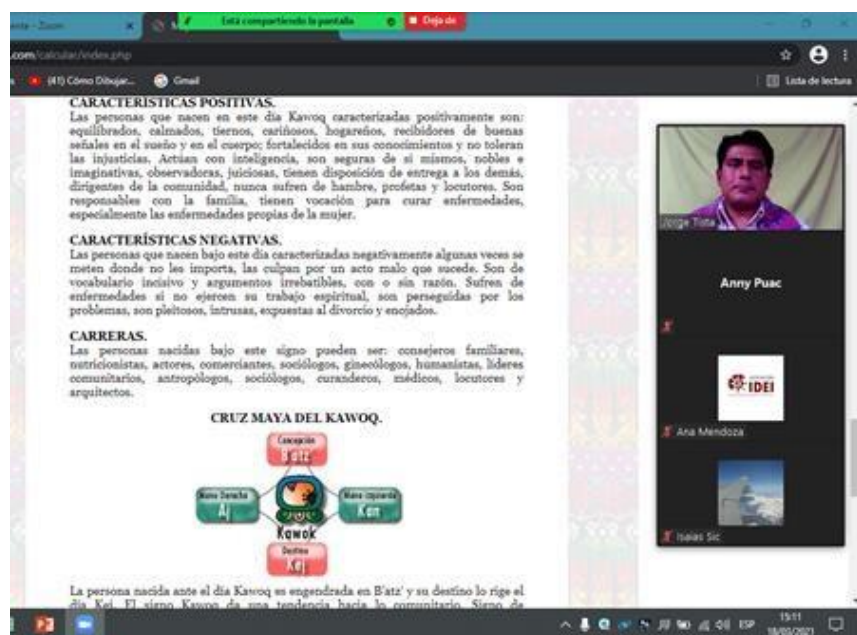 Está compartiendo la pantalla
Deja de
Zoom
.com/calcular/index.php
(41) Cómo Dibujar...
Gmail
Lista de lectura
CARACTERÍSTICAS POSITIVAS.
Las personas que nacen en este día Kawoq caracterizadas positivamente son:
equilibrados, calmados, tiernos, cariñosos, hogareños, recibidores de buenas
señales en el sueño y en el cuerpo; fortalecidos en sus conocimientos y no toleran
las injusticias. Actúan con inteligencia, son seguras de si mismos, nobles e
imaginativas, observadoras, juiciosas, tienen disposición de entrega a los demás,
dirigentes de la comunidad, nunca sufren de hambre, profetas y locutores. Son
responsables con la familia, tienen vocación para curar enfermedades,
especialmente las enfermedades propias de la mujer.
CARACTERÍSTICAS NEGATIVAS.
Las personas que nacen bajo este día caracterizadas negativamente algunas veces se
meten donde no les importa, las culpan por un acto malo que sucede. Son de
vocabulario incisivo y argumentos irrebatibles, con o sin razón. Sufren de
enfermedades si no ejercen su trabajo espiritual, son perseguidas por los
problemas, son pleitosos, intrusas, expuestas al divorcio y enojados.
CARRERAS.
Las personas nacidas bajo este signo pueden ser: consejeros familiares,
nutricionistas, actores, comerciantes, sociólogos, ginecólogos, humanistas, líderes
comunitarios, antropólogos, sociólogos, curanderos, médicos, locutores y
arquitectos.
CRUZ MAYA DEL KAWOQ.
Concepción
B'atz'
Mano Derecha
Aj
Mano Izquierda
Kan
Kawok
Destino
Kej
La persona nacida ante el día Kawoq es engendrada en B'atz' y su destino lo rige el
día Kej. El signo Kawoq da una tendencia hacia lo comunitario. Signo de
Jorge
Anny Puac
IDEI
Ana Mendoza
Isaias Sic
ESP
15:11